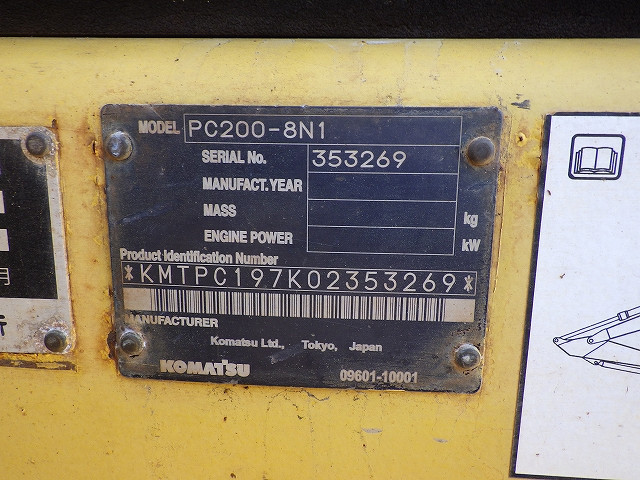 MODEL PC200-8N1
SERIAL No. 353269
MANUFACT. YEAR
MASS kg
ENGINE POWER kW
Product Identification Number
*KMTPC197K02353269*
MANUFACTURER
Komatsu Ltd., Tokyo, Japan
KOMATSU 09601-10001
月